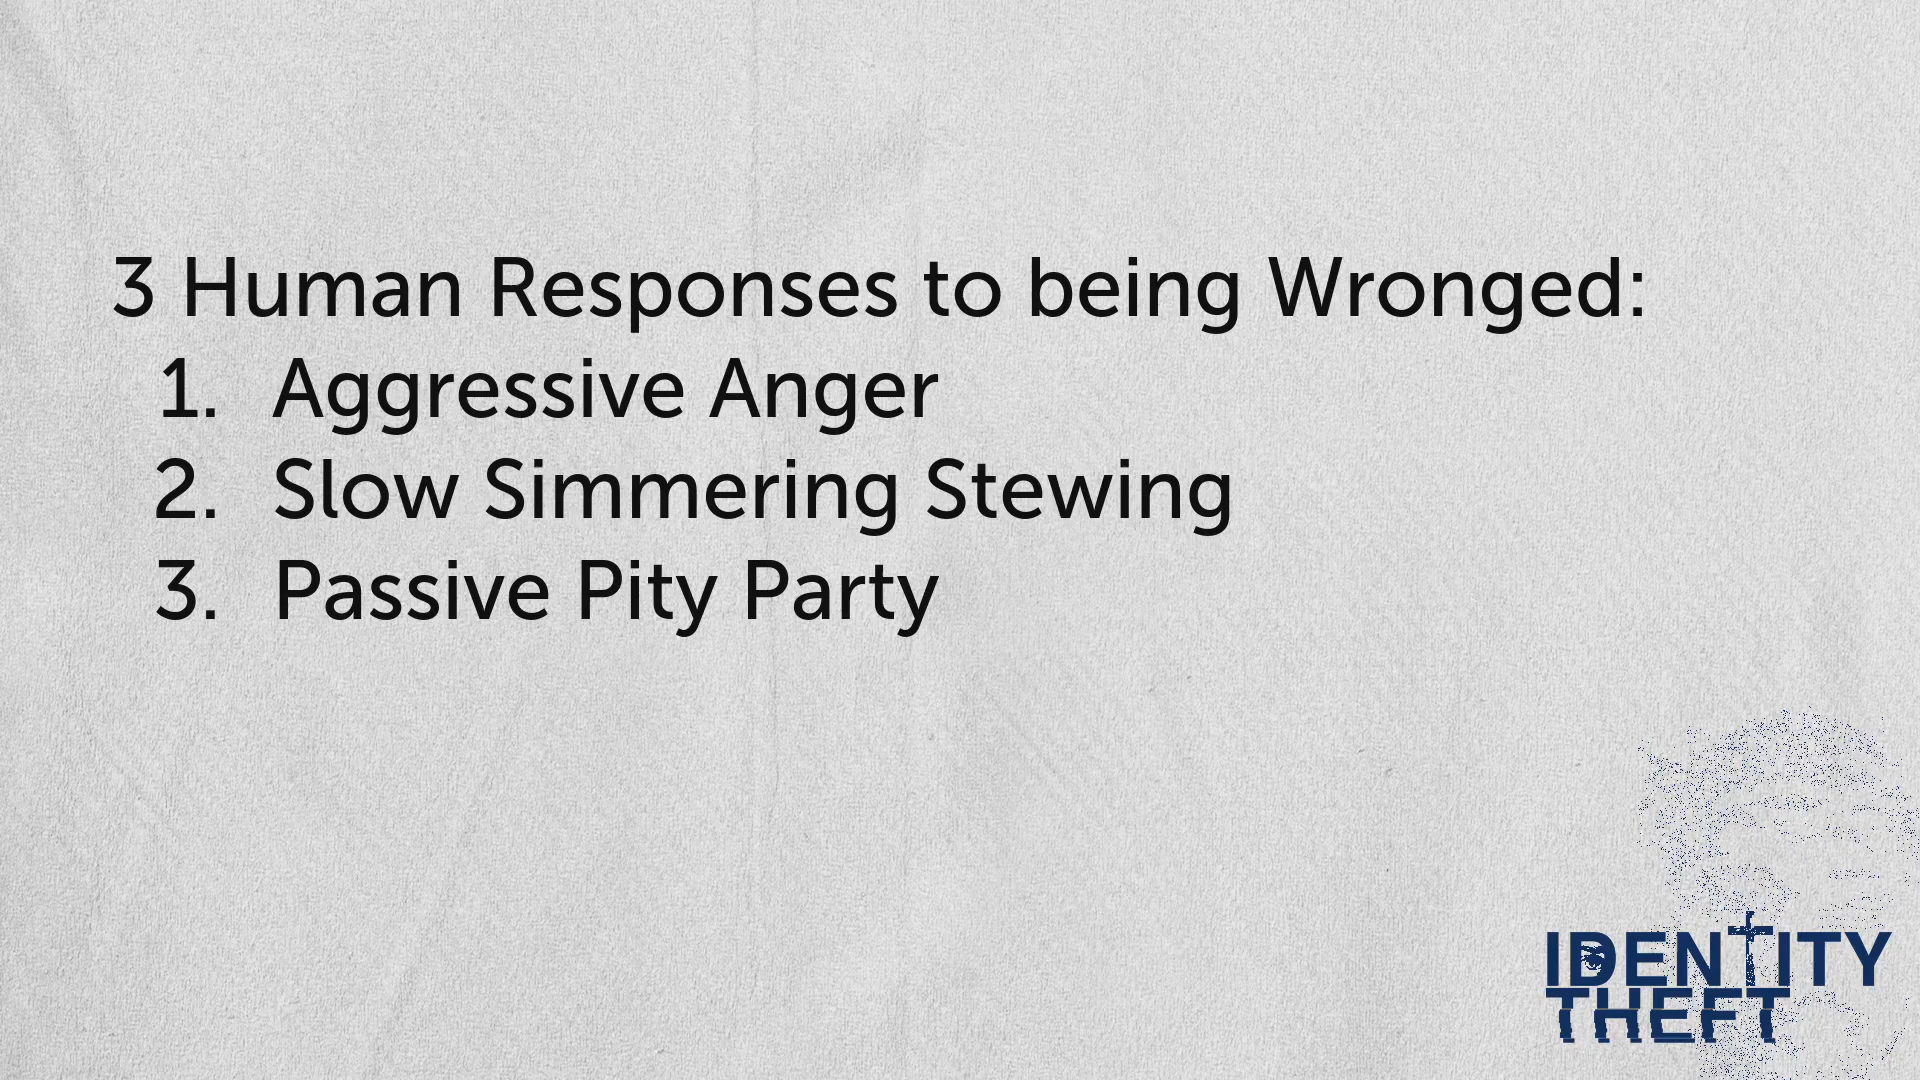 3 Human Responses to being Wronged:
1. Aggressive Anger
2. Slow Simmering Stewing
3. Passive Pity Party
IDENTITY
THEFT